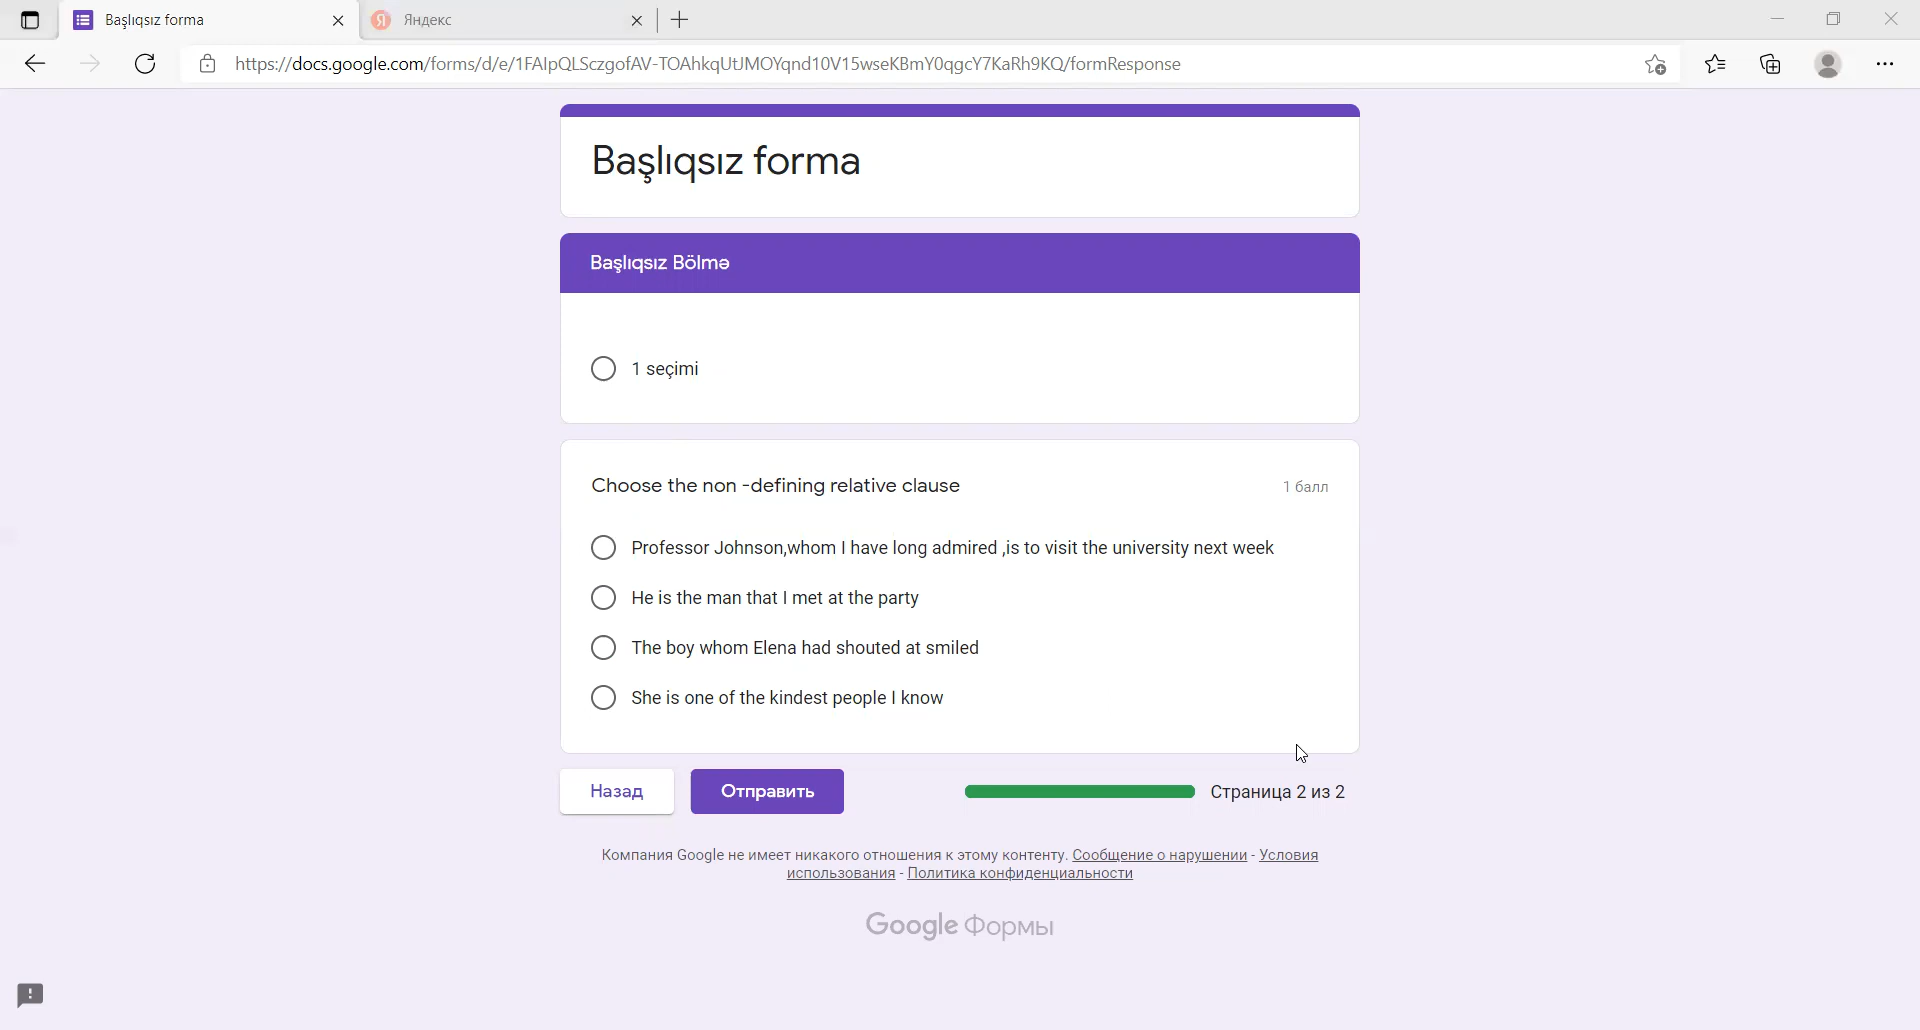 Başlıqsız forma
Яндекс
https://docs.google.com/forms/d/e/1FAIpQLSczgofAV-TOAhkqUtJMOYqnd10V15wseKBmY0qgcY7KaRh9KQ/formResponse
Başlıqsız forma
Başlıqsız Bölmə
1 seçimi
Choose the non -defining relative clause
1 балл
Professor Johnson,whom I have long admired ,is to visit the university next week
He is the man that I met at the party
The boy whom Elena had shouted at smiled
She is one of the kindest people I know
Назад
Отправить
Страница 2 из 2
Компания Google не имеет никакого отношения к этому контенту. Сообщение о нарушении - Условия
использования - Политика конфиденциальности
Google Формы